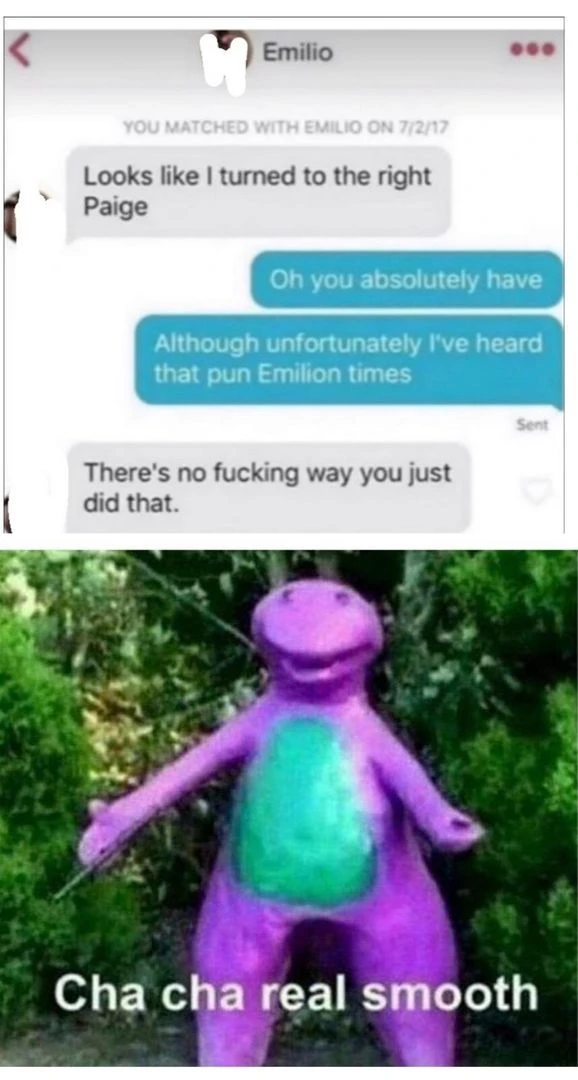 Emilio
YOU MATCHED WITH EMILIO ON 7/2/17
Looks like I turned to the right
Paige
Oh you absolutely have
Although unfortunately I've heard
that pun Emilion times
Sent
There's no fucking way you just
did that.
Cha cha real smooth